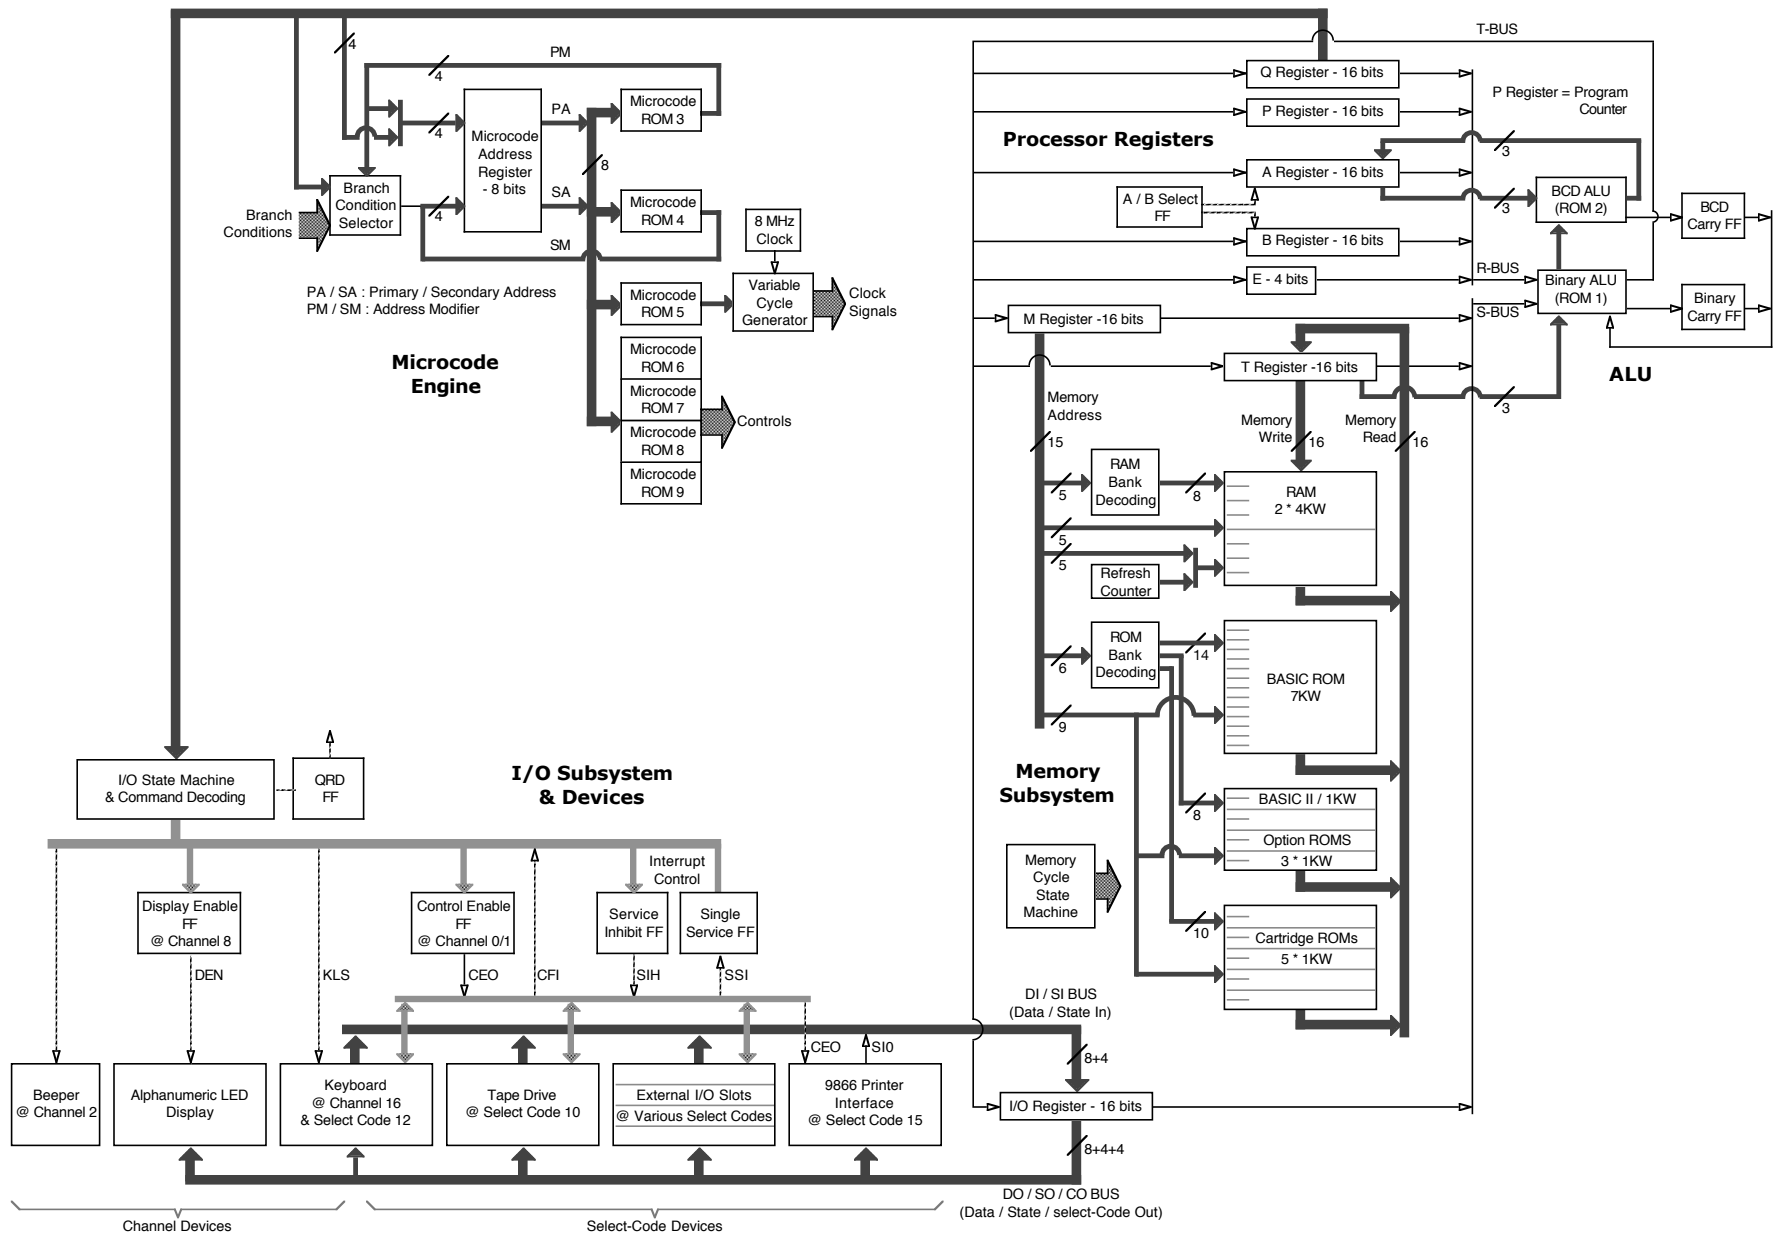 T-BUS
4
PM
4
Q Register - 16 bits
P Register = Program
Counter
PA
Microcode
ROM 3
P Register - 16 bits
4
Microcode
Address
Register
- 8 bits
Processor Registers
3
8
A Register - 16 bits
Branch
Condition
Selector
SA
BCD ALU
(ROM 2)
A / B Select
FF
3
4
Microcode
ROM 4
BCD
Carry FF
Branch
Conditions
8 MHz
Clock
B Register - 16 bits
SM
R-BUS
E - 4 bits
Binary ALU
(ROM 1)
PA / SA : Primary / Secondary Address
PM / SM : Address Modifier
Microcode
ROM 5
Variable
Cycle
Generator
Clock
Signals
Binary
Carry FF
S-BUS
M Register -16 bits
Microcode
Engine
Microcode
ROM 6
T Register -16 bits
ALU
Microcode
ROM 7
Memory
Address
3
Controls
Memory
Write
16
Memory
Read
16
Microcode
ROM 8
15
Microcode
ROM 9
RAM
Bank
Decoding
5
8
RAM
2 * 4KW
5
5
Refresh
Counter
ROM
Bank
Decoding
6
14
BASIC ROM
7KW
9
I/O State Machine
& Command Decoding
QRD
FF
I/O Subsystem
& Devices
Memory
Subsystem
8
BASIC II / 1KW
Option ROMS
3 * 1KW
Interrupt
Control
Memory
Cycle
State
Machine
Display Enable
FF
@ Channel 8
Control Enable
FF
@ Channel 0/1
Service
Inhibit FF
Single
Service FF
10
Cartridge ROMs
5 * 1KW
DEN
KLS
CEO
CFI
SIH
SSI
DI / SI BUS
(Data / State In)
CEO
SI0
8+4
Beeper
@ Channel 2
Alphanumeric LED
Display
Keyboard
@ Channel 16
& Select Code 12
Tape Drive
@ Select Code 10
External I/O Slots
@ Various Select Codes
9866 Printer
Interface
@ Select Code 15
I/O Register - 16 bits
8+4+4
DO / SO / CO BUS
(Data / State / select-Code Out)
Channel Devices
Select-Code Devices